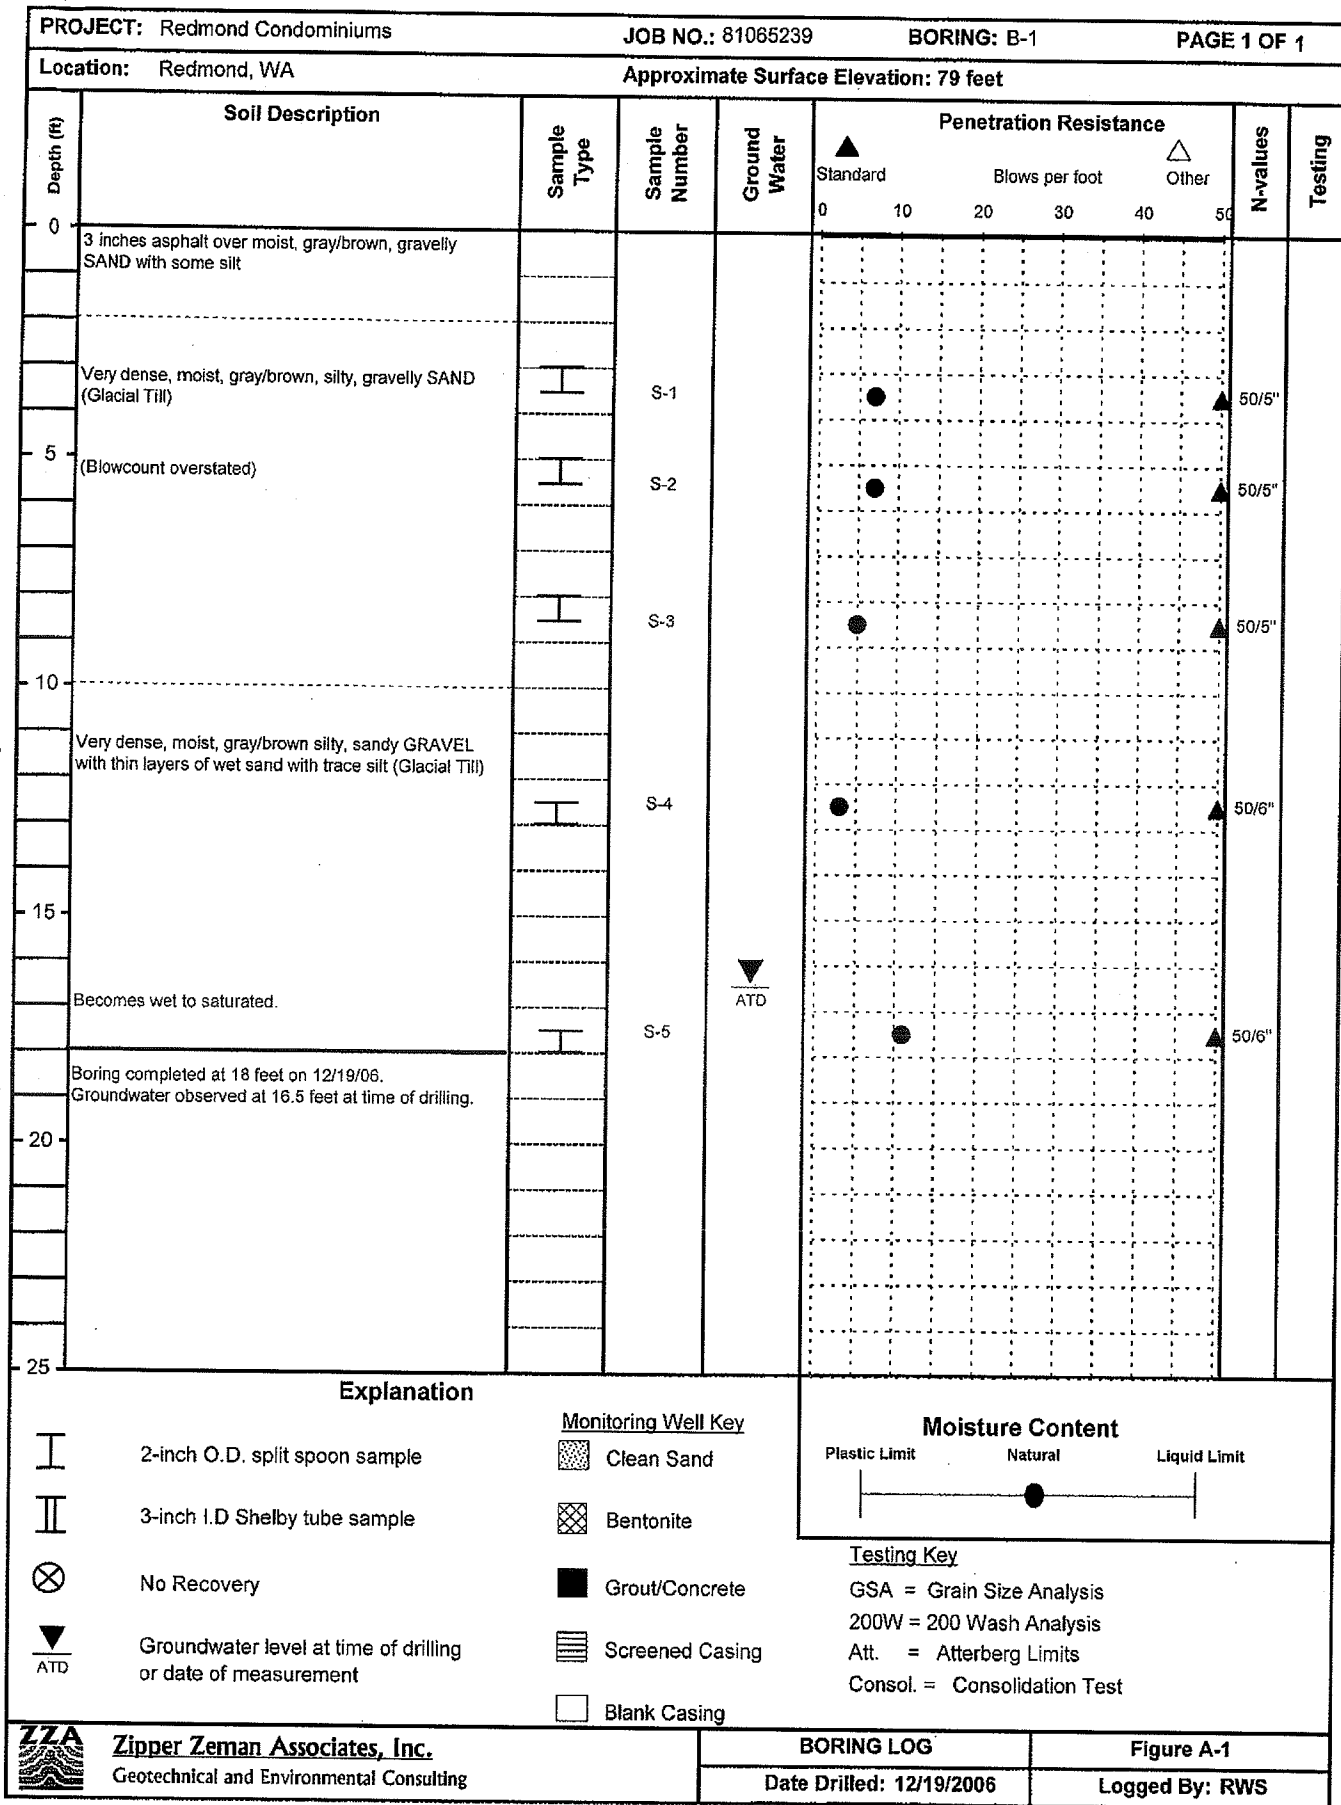 PROJECT: Redmond Condominiums JOB NO.: 81065239 BORING: B-1 PAGE 1 OF 1
Location: Redmond, WA Approximate Surface Elevation: 79 feet
Depth (ft)
Soil Description
Sample Type
Sample Number
Ground Water
Penetration Resistance
Standard Blows per foot Other
0 10 20 30 40 50
N-values
Testing
0
3 inches asphalt over moist, gray/brown, gravelly
SAND with some silt
Very dense, moist, gray/brown, silty, gravelly SAND
(Glacial Till)
S-1 50/5"
5
(Blowcount overstated)
S-2 50/5"
S-3 50/5"
10
Very dense, moist, gray/brown silty, sandy GRAVEL
with thin layers of wet sand with trace silt (Glacial Till)
S-4 50/6"
15
ATD
Becomes wet to saturated.
S-5 50/6"
Boring completed at 18 feet on 12/19/06.
Groundwater observed at 16.5 feet at time of drilling.
20
25
Explanation
2-inch O.D. split spoon sample
3-inch I.D Shelby tube sample
No Recovery
ATD
Groundwater level at time of drilling
or date of measurement
Monitoring Well Key
Clean Sand
Bentonite
Grout/Concrete
Screened Casing
Blank Casing
Moisture Content
Plastic Limit Natural Liquid Limit
Testing Key
GSA = Grain Size Analysis
200W = 200 Wash Analysis
Att. = Atterberg Limits
Consol. = Consolidation Test
ZZA
Zipper Zeman Associates, Inc.
Geotechnical and Environmental Consulting
BORING LOG Figure A-1
Date Drilled: 12/19/2006 Logged By: RWS